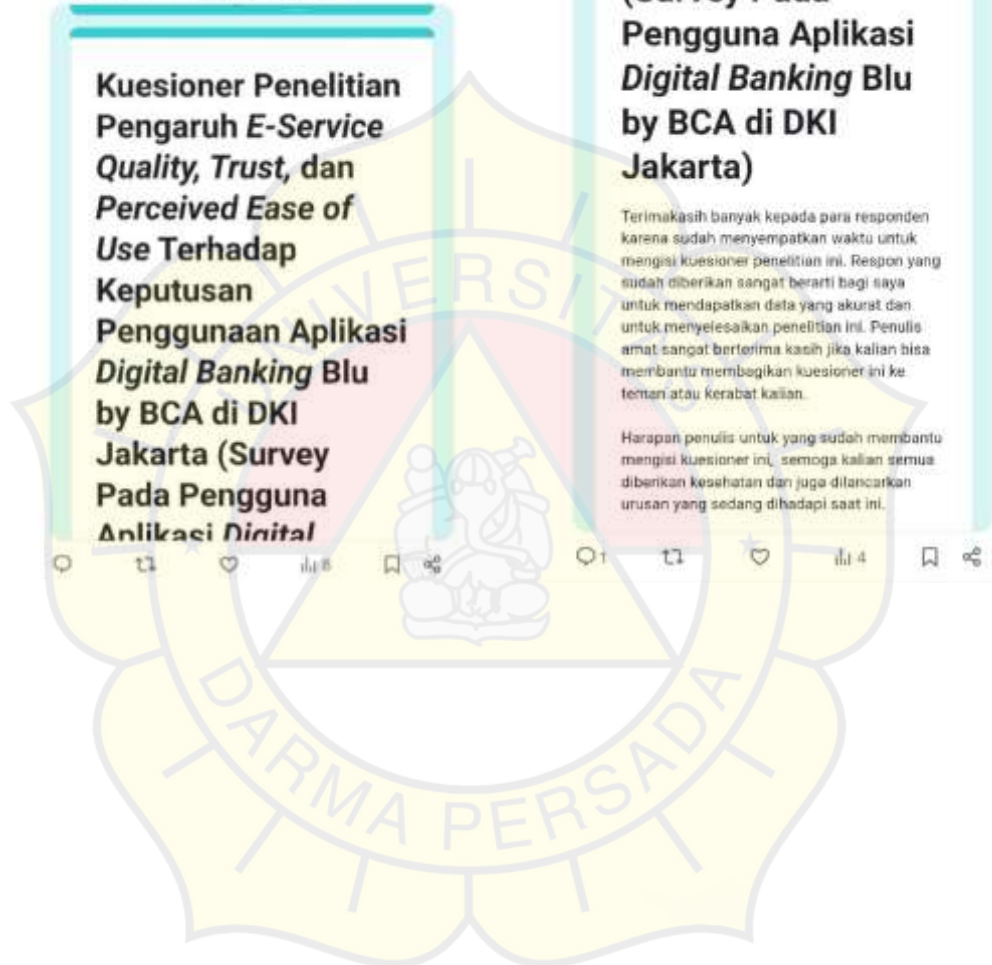 Kuesioner Penelitian
Pengaruh E-Service
Quality, Trust, dan
Perceived Ease of
Use Terhadap
Keputusan
Penggunaan Aplikasi
Digital Banking Blu
by BCA di DKI
Jakarta (Survey
Pada Pengguna
Aplikasi Digital
8
(Survey Pada
Pengguna Aplikasi
Digital Banking Blu
by BCA di DKI
Jakarta)
Terimakasih banyak kepada para responden
karena sudah menyempatkan waktu untuk
mengisi kuesioner penelitian ini. Respon yang
sudah diberikan sangat berarti bagi saya
untuk mendapatkan data yang akurat dan
untuk menyelesaikan penelitian ini. Penulis
amat sangat berterima kasih jika kalian bisa
membantu membagikan kuesioner ini ke
teman atau kerabat kalian.
Harapan penulis untuk yang sudah membantu
mengisi kuesioner ini, semoga kalian semua
diberikan kesehatan dan juga dilancarkan
urusan yang sedang dihadapi saat ini.
1
4
UNIVERSITAS
DARMA PERSADA